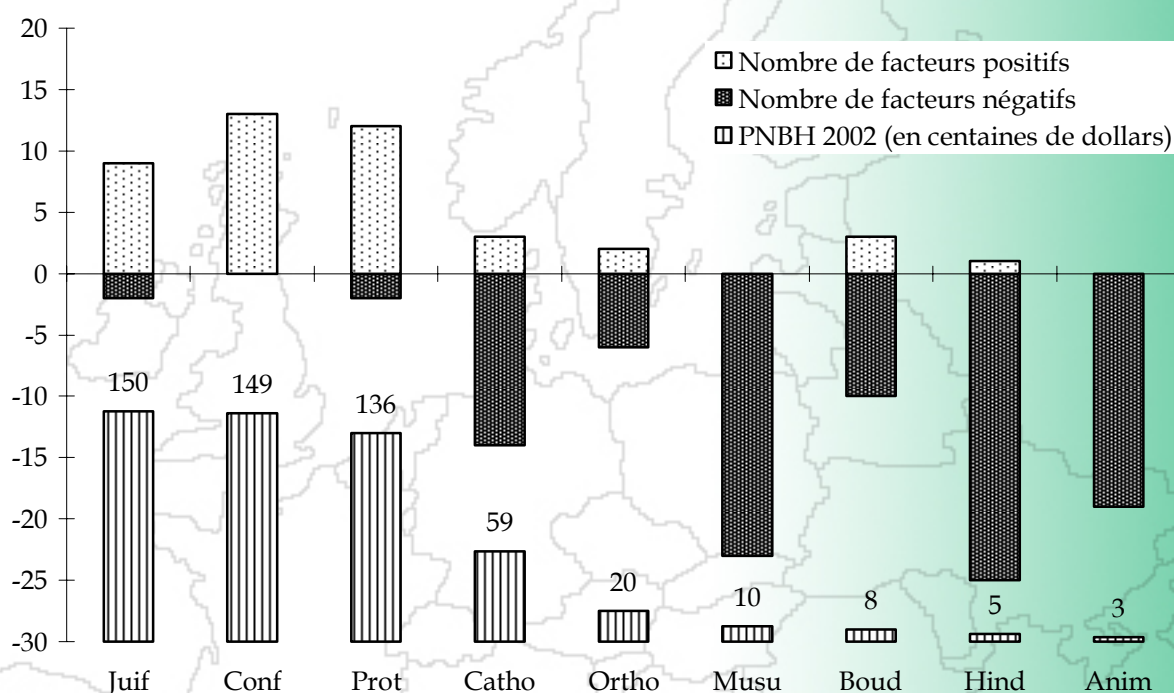 20
15
10
5
0
-5
-10
-15
-20
-25
-30
Nombre de facteurs positifs
Nombre de facteurs négatifs
PNBH 2002 (en centaines de dollars)
150 149 136 59 20 10 8 5 3
Juif Conf Prot Catho Ortho Musu Boud Hind Anim